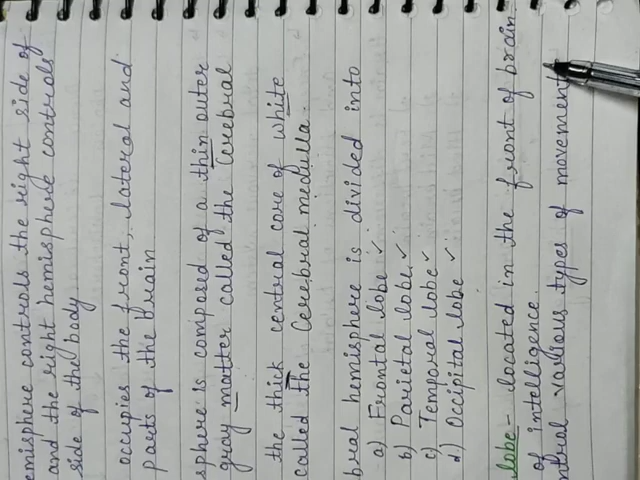 emisphere controls the right side of
and the right hemisphere controls
side of the body
occupies the front, lateral and
parts of the brain
sphere is composed of a thin outer
gray matter called the Cerebral
the thick central core of white
called the Cerebral medulla.
bral hemisphere is divided into
a) Frontal lobe ✓
b) Parietal lobe ✓
c) Temporal lobe ✓
d) Occipital lobe ✓
lobe - located in the front of brain
of intelligence.
ntrol various types of movement